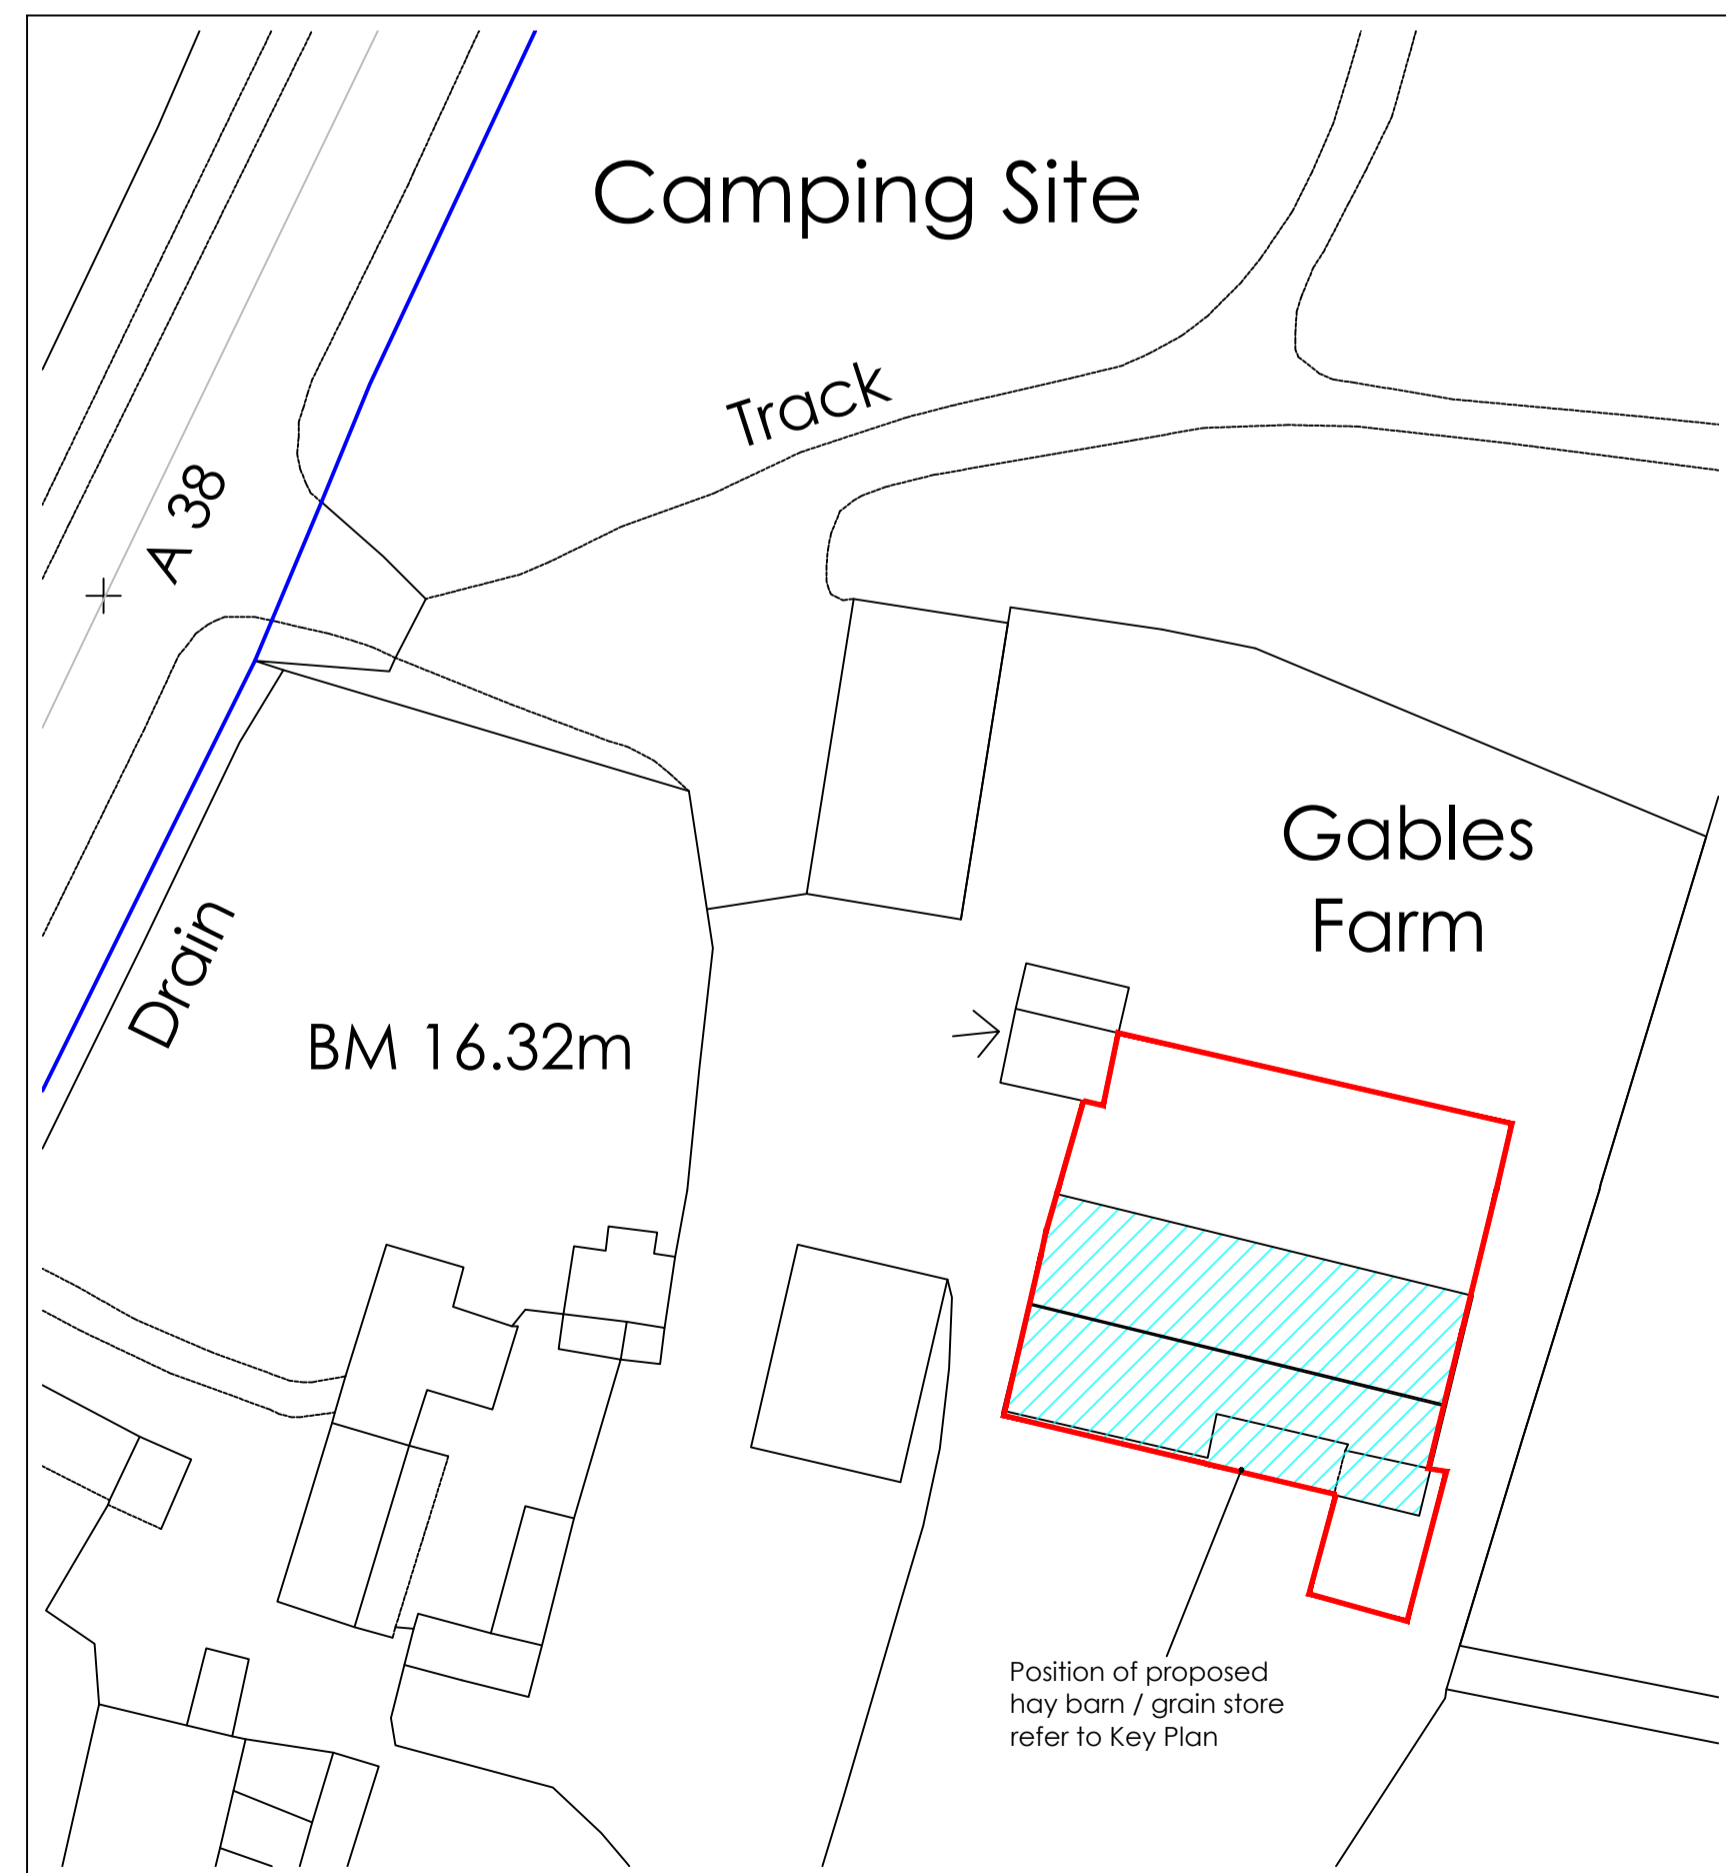 Camping Site
Track
A 38
Gables
Farm
Drain
BM 16.32m
Position of proposed
hay barn / grain store
refer to Key Plan